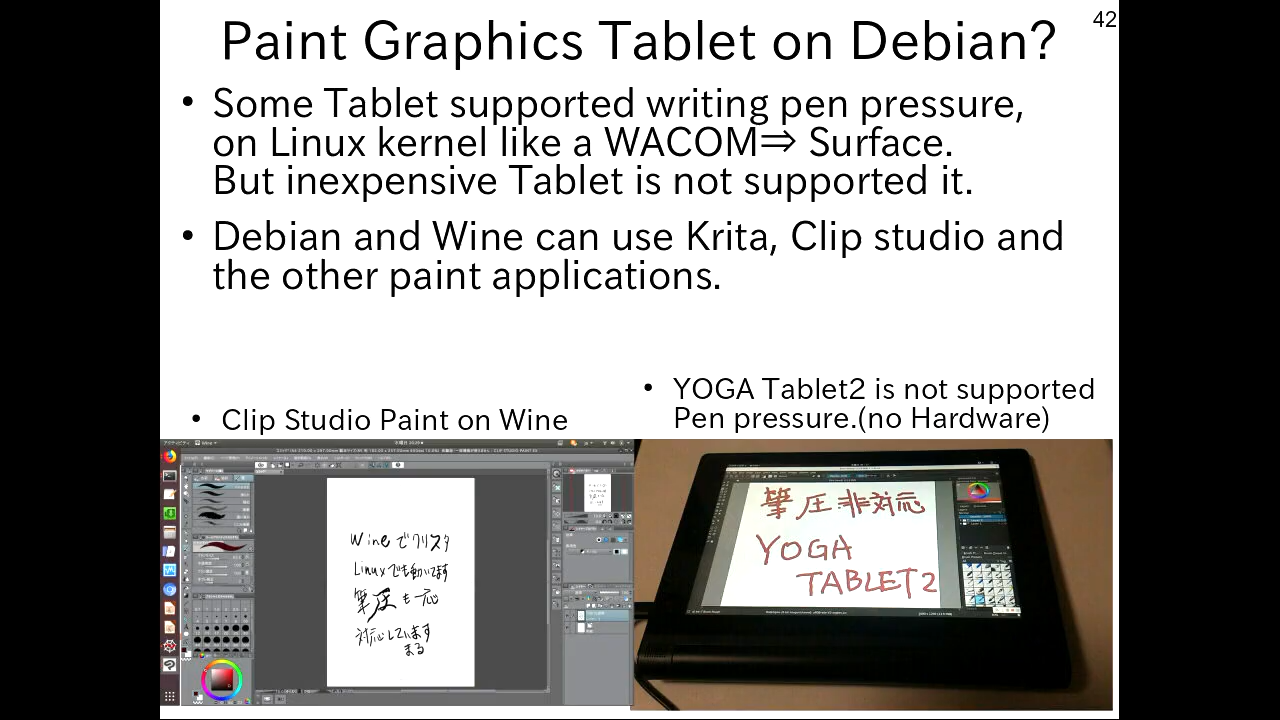 42
Paint Graphics Tablet on Debian?
• Some Tablet supported writing pen pressure,
on Linux kernel like a WACOM⇒ Surface.
But inexpensive Tablet is not supported it.
• Debian and Wine can use Krita, Clip studio and
the other paint applications.
• Clip Studio Paint on Wine
• YOGA Tablet2 is not supported
Pen pressure.(no Hardware)
Wineでクリスタ
Linuxでも動いてます
筆圧も一応
対応しています
まる
筆圧非対応
YOGA
TABLET2